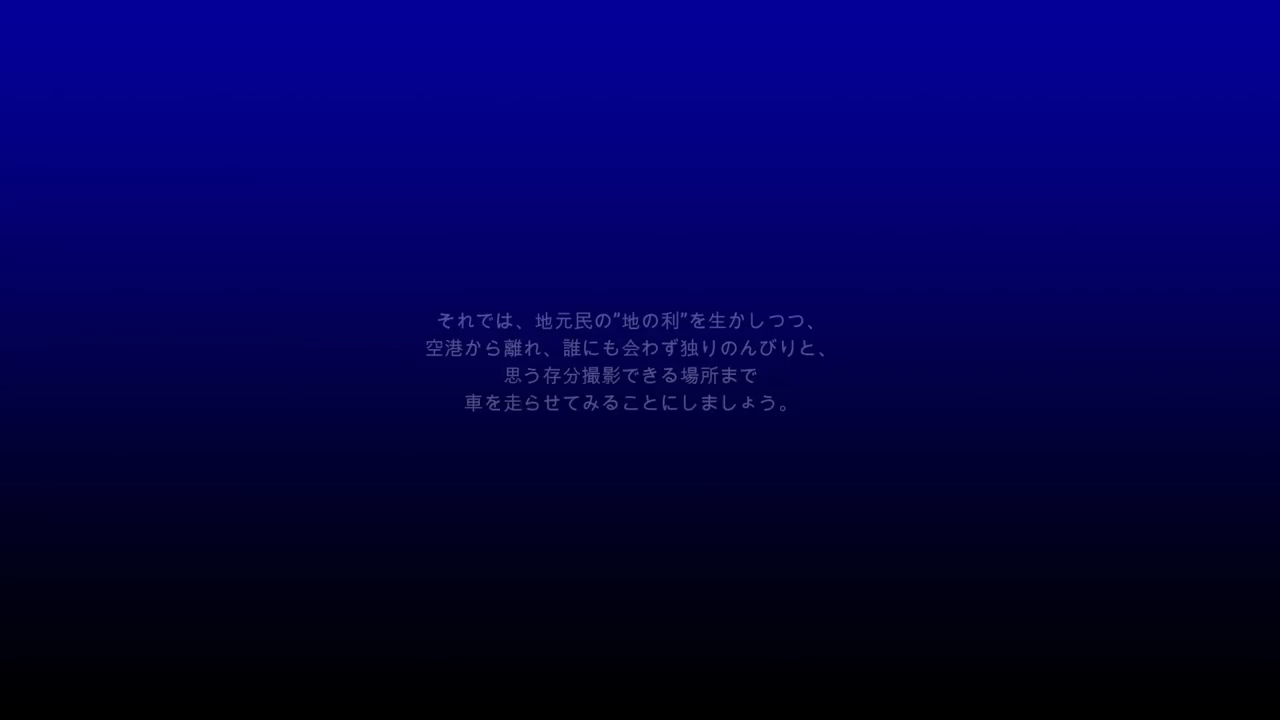 それでは、地元民の"地の利"を生かしつつ、
空港から離れ、誰にも会わず独りのんびりと、
思う存分撮影できる場所まで
車を走らせてみることにしましょう。